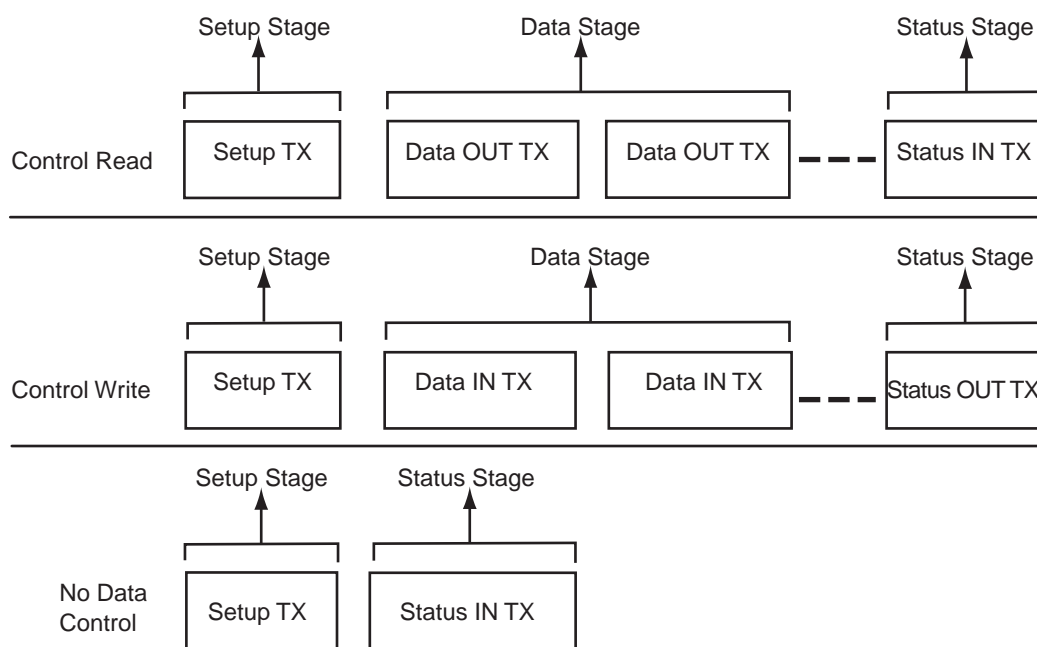 Setup Stage Data Stage Status Stage
Control Read Setup TX Data OUT TX Data OUT TX Status IN TX
Setup Stage Data Stage Status Stage
Control Write Setup TX Data IN TX Data IN TX Status OUT TX
Setup Stage Status Stage
No Data
Control
Setup TX Status IN TX